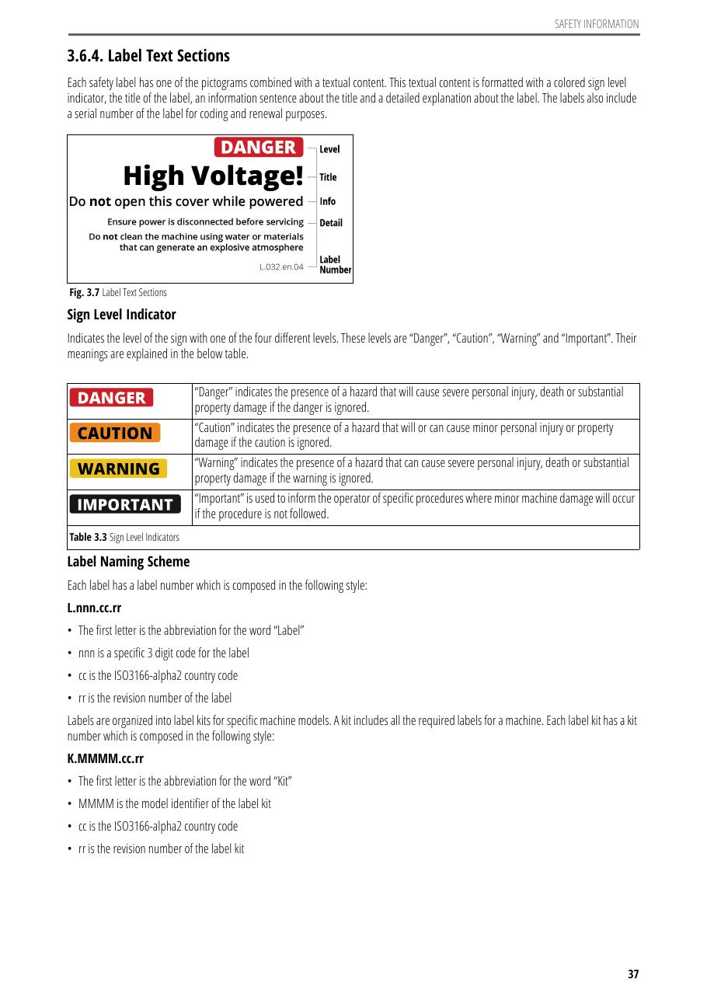 SAFETY INFORMATION
3.6.4. Label Text Sections
Each safety label has one of the pictograms combined with a textual content. This textual content is formatted with a colored sign level
indicator, the title of the label, an information sentence about the title and a detailed explanation about the label. The labels also include
a serial number of the label for coding and renewal purposes.
DANGER
Level
High Voltage!
Title
Do not open this cover while powered
Info
Ensure power is disconnected before servicing
Detail
Do not clean the machine using water or materials
that can generate an explosive atmosphere
Label
L.032.en.04
Number
Fig. 3.7 Label Text Sections
Sign Level Indicator
Indicates the level of the sign with one of the four different levels. These levels are “Danger”, “Caution”, “Warning” and “Important”. Their
meanings are explained in the below table.
DANGER
“Danger” indicates the presence of a hazard that will cause severe personal injury, death or substantial
property damage if the danger is ignored.
CAUTION
“Caution” indicates the presence of a hazard that will or can cause minor personal injury or property
damage if the caution is ignored.
WARNING
“Warning” indicates the presence of a hazard that can cause severe personal injury, death or substantial
property damage if the warning is ignored.
IMPORTANT
“Important” is used to inform the operator of specific procedures where minor machine damage will occur
if the procedure is not followed.
Table 3.3 Sign Level Indicators
Label Naming Scheme
Each label has a label number which is composed in the following style:
L.nnn.cc.rr
• The first letter is the abbreviation for the word “Label”
• nnn is a specific 3 digit code for the label
• cc is the ISO3166-alpha2 country code
• rr is the revision number of the label
Labels are organized into label kits for specific machine models. A kit includes all the required labels for a machine. Each label kit has a kit
number which is composed in the following style:
K.MMMM.cc.rr
• The first letter is the abbreviation for the word “Kit”
• MMMM is the model identifier of the label kit
• cc is the ISO3166-alpha2 country code
• rr is the revision number of the label kit
37